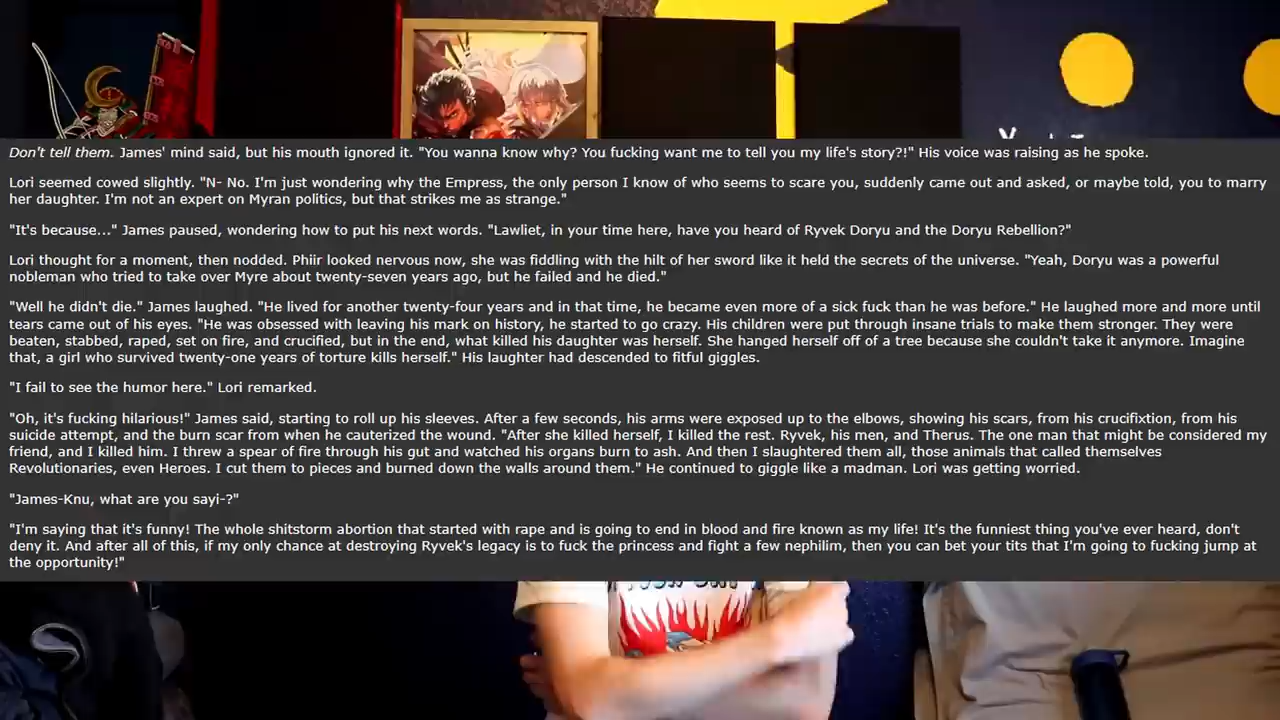 Don't tell them. James' mind said, but his mouth ignored it. "You wanna know why? You fucking want me to tell you my life's story?!" His voice was raising as he spoke.
Lori seemed cowed slightly. "N- No. I'm just wondering why the Empress, the only person I know of who seems to scare you, suddenly came out and asked, or maybe told, you to marry
her daughter. I'm not an expert on Myran politics, but that strikes me as strange."
"It's because..." James paused, wondering how to put his next words. "Lawliet, in your time here, have you heard of Ryvek Doryu and the Doryu Rebellion?"
Lori thought for a moment, then nodded. Phiir looked nervous now, she was fiddling with the hilt of her sword like it held the secrets of the universe. "Yeah, Doryu was a powerful
nobleman who tried to take over Myre about twenty-seven years ago, but he failed and he died."
"Well he didn't die." James laughed. "He lived for another twenty-four years and in that time, he became even more of a sick fuck than he was before." He laughed more and more until
tears came out of his eyes. "He was obsessed with leaving his mark on history, he started to go crazy. His children were put through insane trials to make them stronger. They were
beaten, stabbed, raped, set on fire, and crucified, but in the end, what killed his daughter was herself. She hanged herself off of a tree because she couldn't take it anymore. Imagine
that, a girl who survived twenty-one years of torture kills herself." His laughter had descended to fitful giggles.
"I fail to see the humor here." Lori remarked.
"Oh, it's fucking hilarious!" James said, starting to roll up his sleeves. After a few seconds, his arms were exposed up to the elbows, showing his scars, from his crucifixtion, from his
suicide attempt, and the burn scar from when he cauterized the wound. "After she killed herself, I killed the rest. Ryvek, his men, and Therus. The one man that might be considered my
friend, and I killed him. I threw a spear of fire through his gut and watched his organs burn to ash. And then I slaughtered them all, those animals that called themselves
Revolutionaries, even Heroes. I cut them to pieces and burned down the walls around them." He continued to giggle like a madman. Lori was getting worried.
"James-Knu, what are you sayi-?"
"I'm saying that it's funny! The whole shitstorm abortion that started with rape and is going to end in blood and fire known as my life! It's the funniest thing you've ever heard, don't
deny it. And after all of this, if my only chance at destroying Ryvek's legacy is to fuck the princess and fight a few nephilim, then you can bet your tits that I'm going to fucking jump at
the opportunity!"